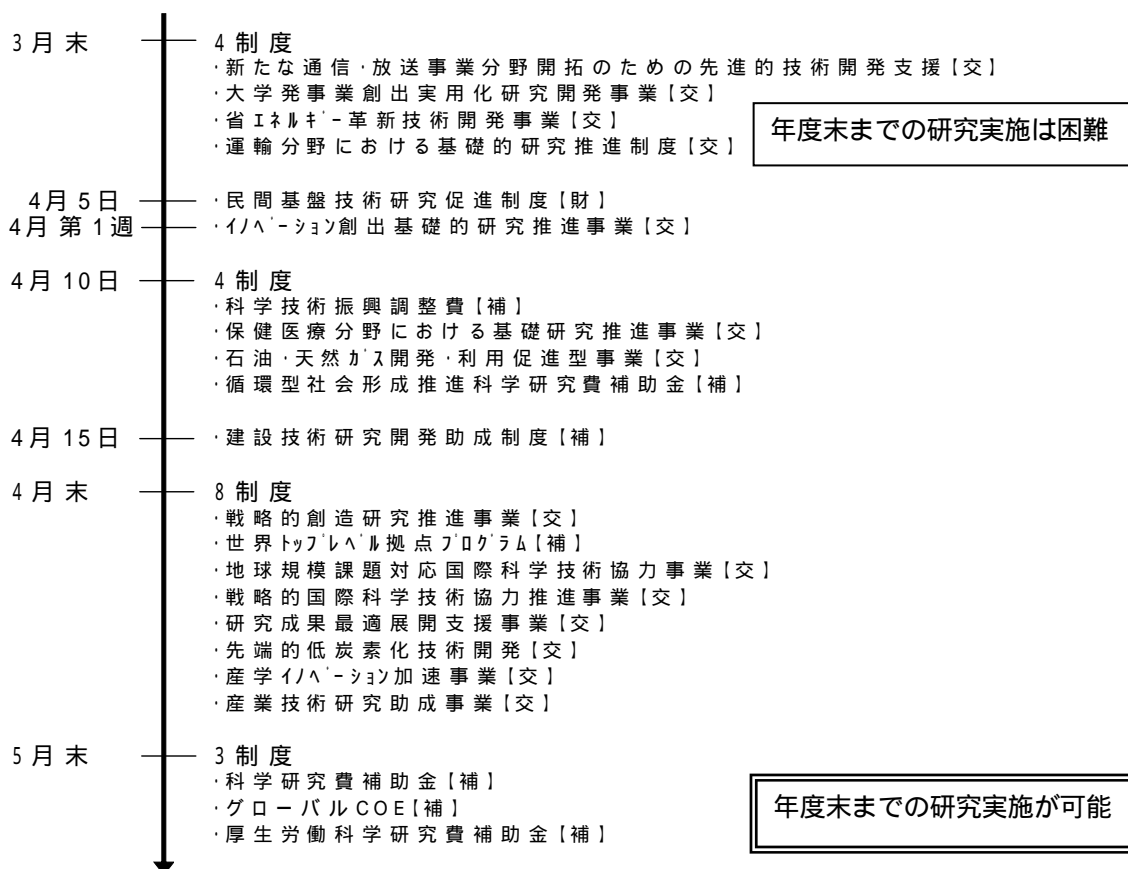 3月末 4制度
・新たな通信・放送事業分野開拓のための先進的技術開発支援【交】
・大学発事業創出実用化研究開発事業【交】
・省ｴﾈﾙｷﾞｰ革新技術開発事業【交】
・運輸分野における基礎的研究推進制度【交】
年度末までの研究実施は困難
4月5日 ・民間基盤技術研究促進制度【財】
4月第1週 ・ｲﾉﾍﾞｰｼｮﾝ創出基礎的研究推進事業【交】
4月10日 4制度
・科学技術振興調整費【補】
・保健医療分野における基礎研究推進事業【交】
・石油・天然ｶﾞｽ開発・利用促進型事業【交】
・循環型社会形成推進科学研究費補助金【補】
4月15日 ・建設技術研究開発助成制度【補】
4月末 8制度
・戦略的創造研究推進事業【交】
・世界ﾄｯﾌﾟﾚﾍﾞﾙ拠点ﾌﾟﾛｸﾞﾗﾑ【補】
・地球規模課題対応国際科学技術協力事業【交】
・戦略的国際科学技術協力推進事業【交】
・研究成果最適展開支援事業【交】
・先端的低炭素化技術開発【交】
・産学ｲﾉﾍﾞｰｼｮﾝ加速事業【交】
・産業技術研究助成事業【交】
5月末 3制度
・科学研究費補助金【補】
・グローバルCOE【補】
・厚生労働科学研究費補助金【補】
年度末までの研究実施が可能